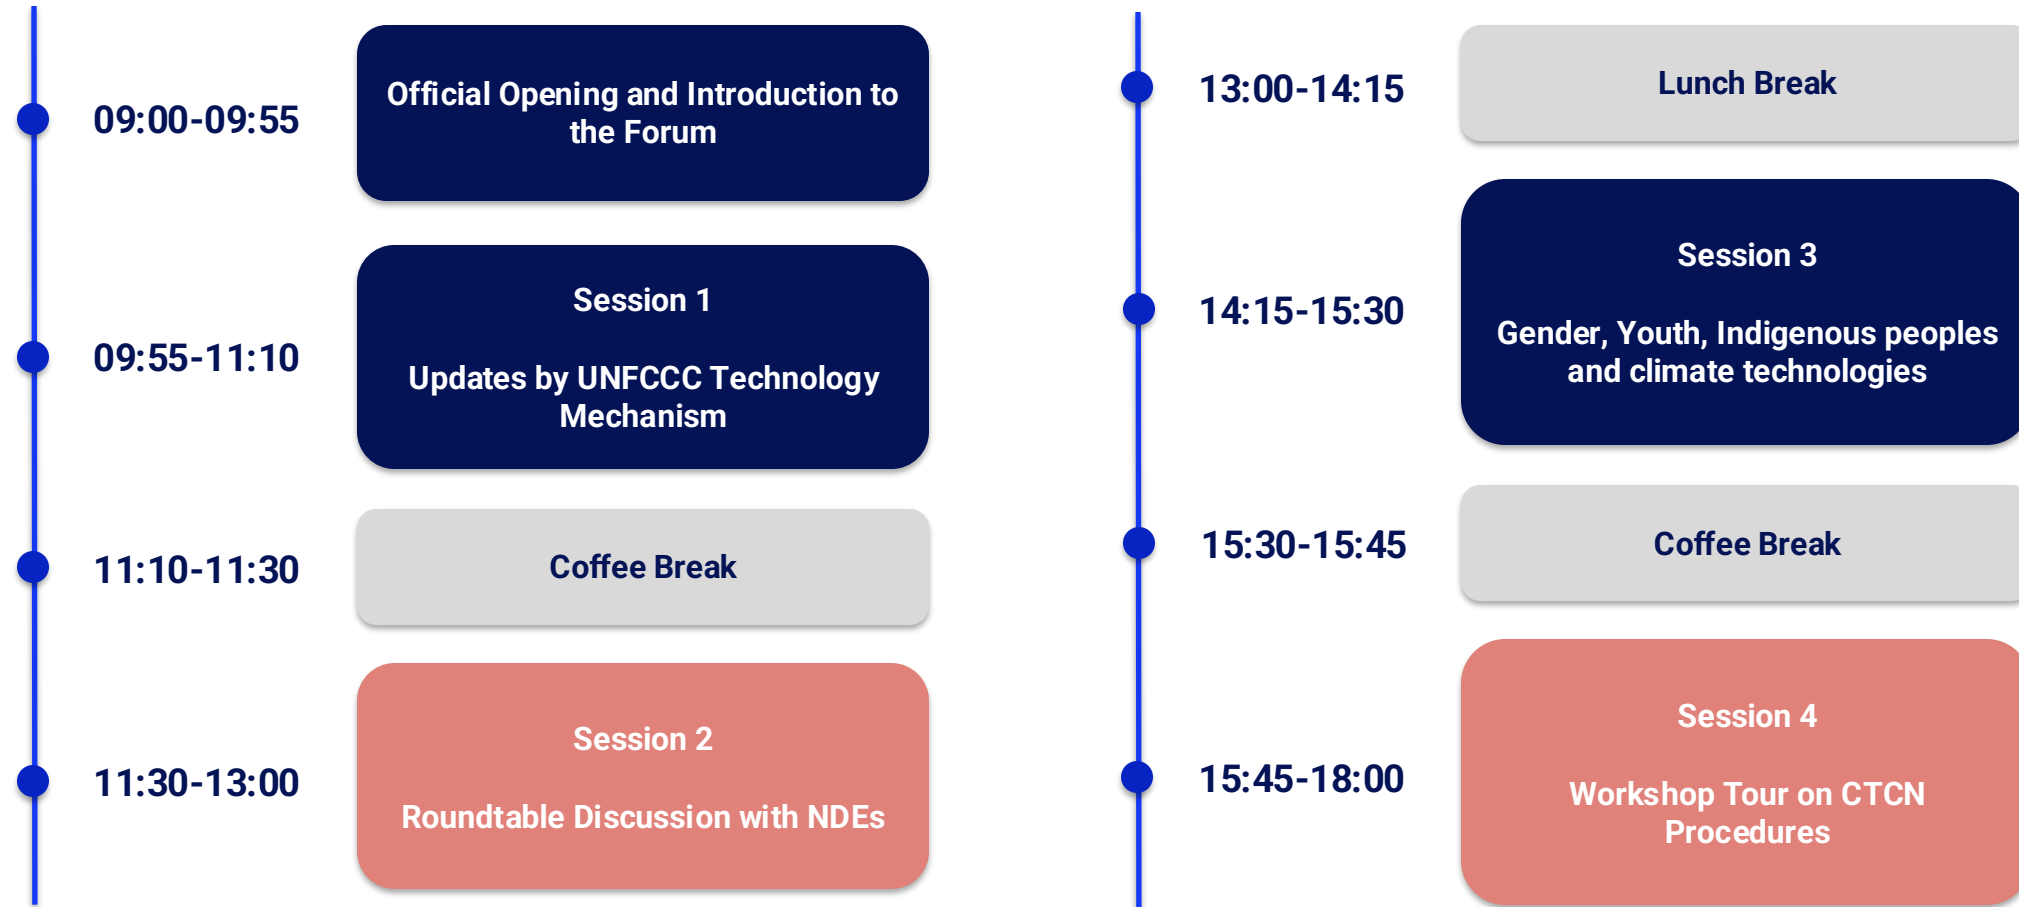 09:00-09:55
Official Opening and Introduction to
the Forum
09:55-11:10
Session 1
Updates by UNFCCC Technology
Mechanism
11:10-11:30
Coffee Break
11:30-13:00
Session 2
Roundtable Discussion with NDEs
13:00-14:15
Lunch Break
14:15-15:30
Session 3
Gender, Youth, Indigenous peoples
and climate technologies
15:30-15:45
Coffee Break
15:45-18:00
Session 4
Workshop Tour on CTCN
Procedures